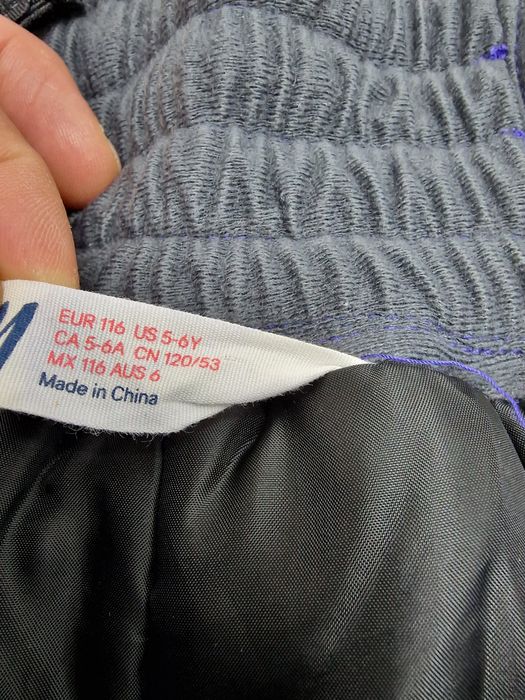 EUR 116 US 5-6Y
CA 5-6A CN 120/53
MX 116 AUS 6
Made in China